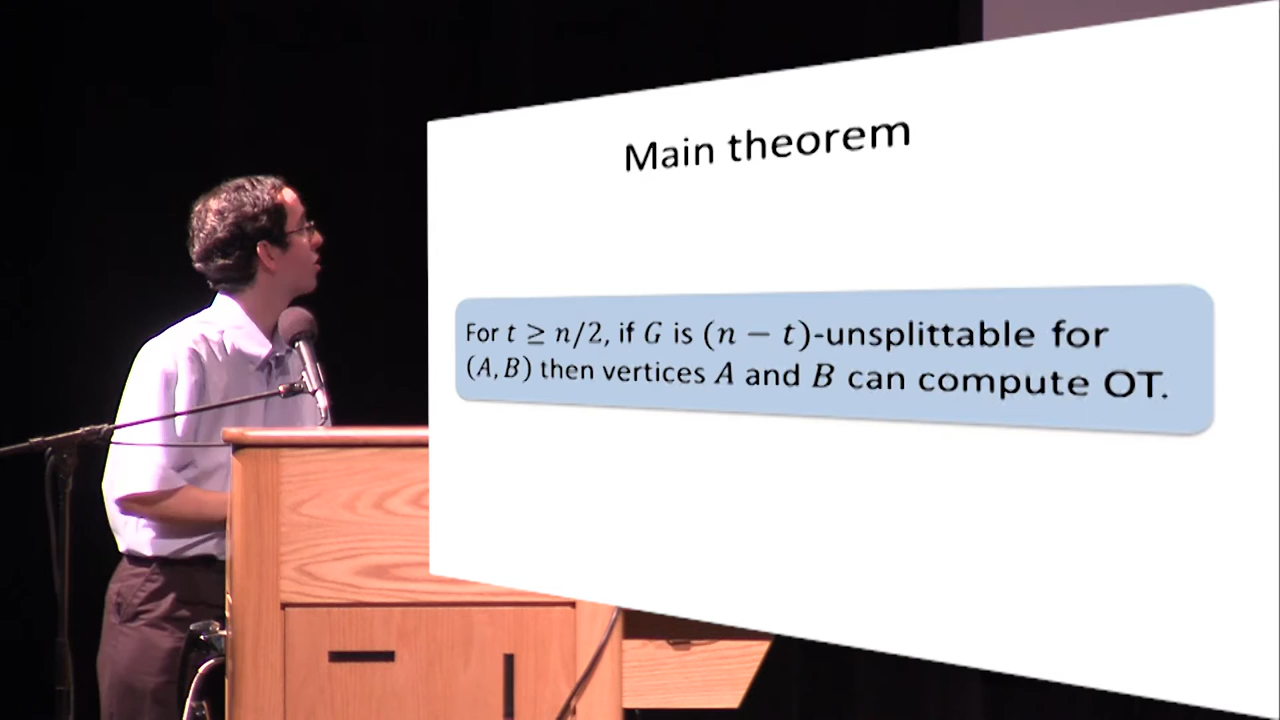 Main theorem
For t ≥ n/2, if G is (n − t)-unsplittable for
(A, B) then vertices A and B can compute OT.